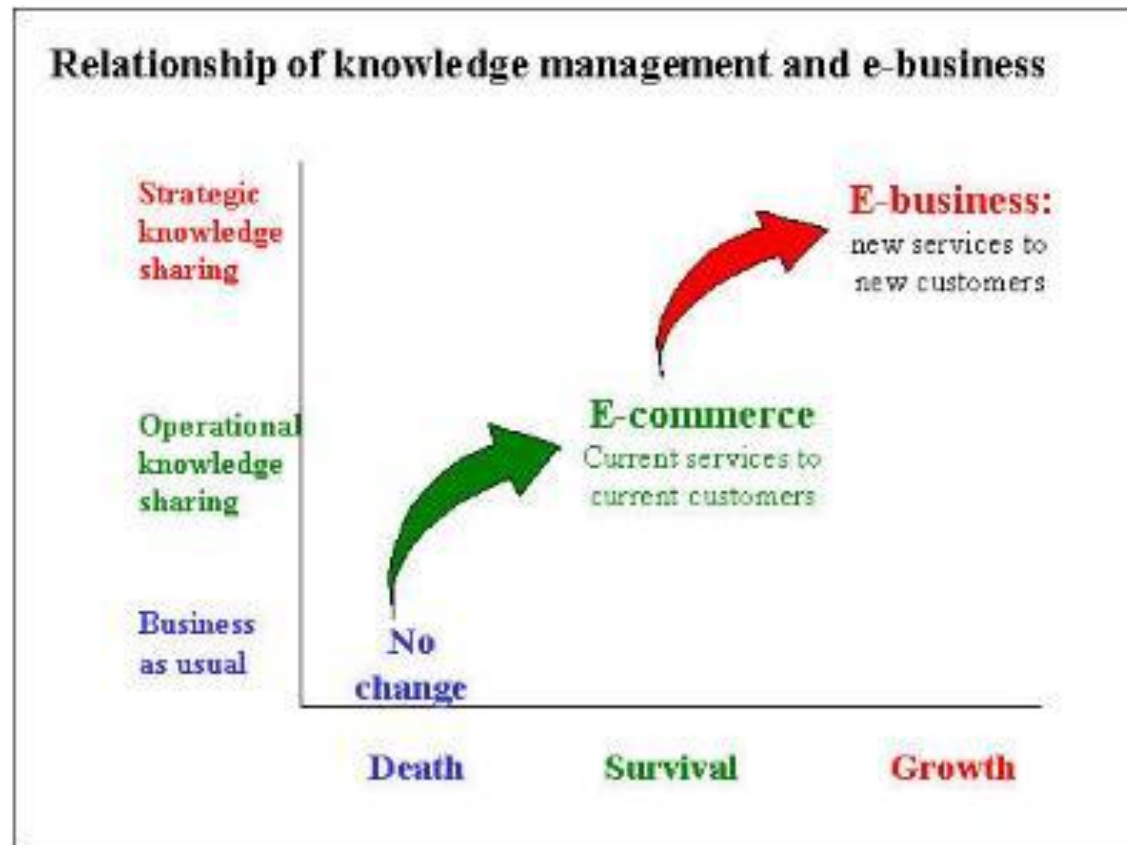 Relationship of knowledge management and e-business
Strategic
knowledge
sharing
E-business:
new services to
new customers
Operational
knowledge
sharing
E-commerce
Current services to
current customers
Business
as usual
No
change
Death
Survival
Growth